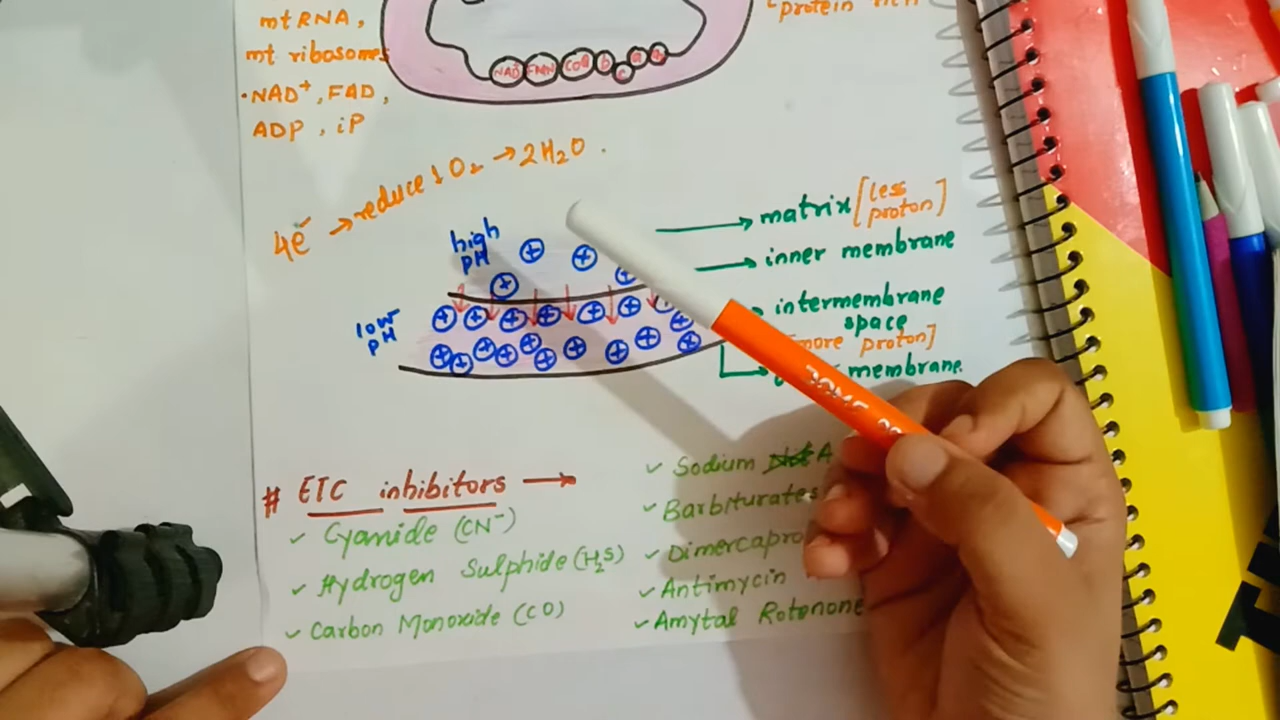 mtRNA,
mt ribosomes
•NAD⁺, FAD,
ADP, iP
protein rich
NAD FMN COQ b c a a₃
4e⁻ → reduce 1 O₂ → 2H₂O.
high
pH
low
pH
matrix [less
proton]
inner membrane
intermembrane
space
[more proton]
membrane
# ETC inhibitors →
✓ Cyanide (CN⁻)
✓ Hydrogen Sulphide (H₂S)
✓ Carbon Monoxide (CO)
✓ Sodium A
✓ Barbiturates
✓ Dimercapro
✓ Antimycin
✓ Amytal Rotenone